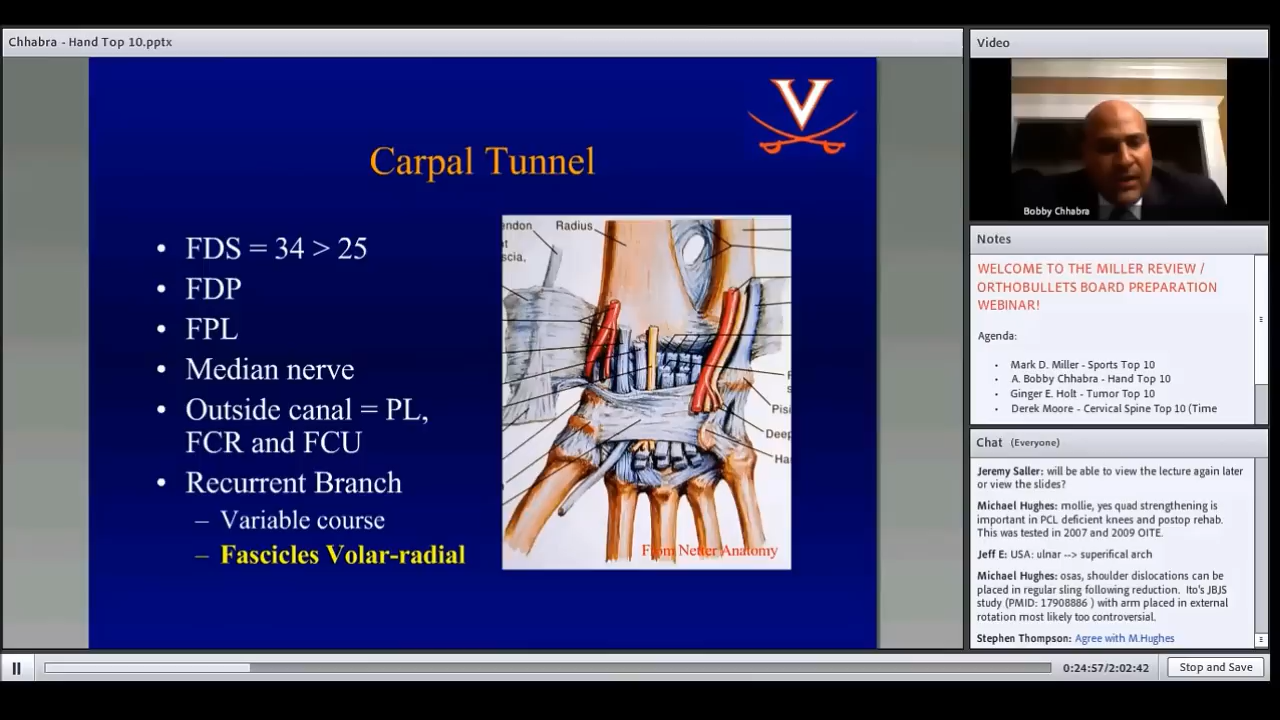 Chhabra - Hand Top 10.pptx
V
Carpal Tunnel
• FDS = 34 > 25
• FDP
• FPL
• Median nerve
• Outside canal = PL,
FCR and FCU
• Recurrent Branch
– Variable course
– Fascicles Volar-radial
endon
Radius
scia,
Pisi
Deep
Ha
From Netter Anatomy
Video
Bobby Chhabra
Notes
WELCOME TO THE MILLER REVIEW /
ORTHOBULLETS BOARD PREPARATION
WEBINAR!
Agenda:
• Mark D. Miller - Sports Top 10
• A. Bobby Chhabra - Hand Top 10
• Ginger E. Holt - Tumor Top 10
• Derek Moore - Cervical Spine Top 10 (Time
Chat (Everyone)
Jeremy Saller: will be able to view the lecture again later
or view the slides?
Michael Hughes: mollie, yes quad strengthening is
important in PCL deficient knees and postop rehab.
This was tested in 2007 and 2009 OITE.
Jeff E: USA: ulnar --> superifical arch
Michael Hughes: osas, shoulder dislocations can be
placed in regular sling following reduction. Ito's JBJS
study (PMID: 17908886 ) with arm placed in external
rotation most likely too controversial.
Stephen Thompson: Agree with M.Hughes
0:24:57/2:02:42
Stop and Save